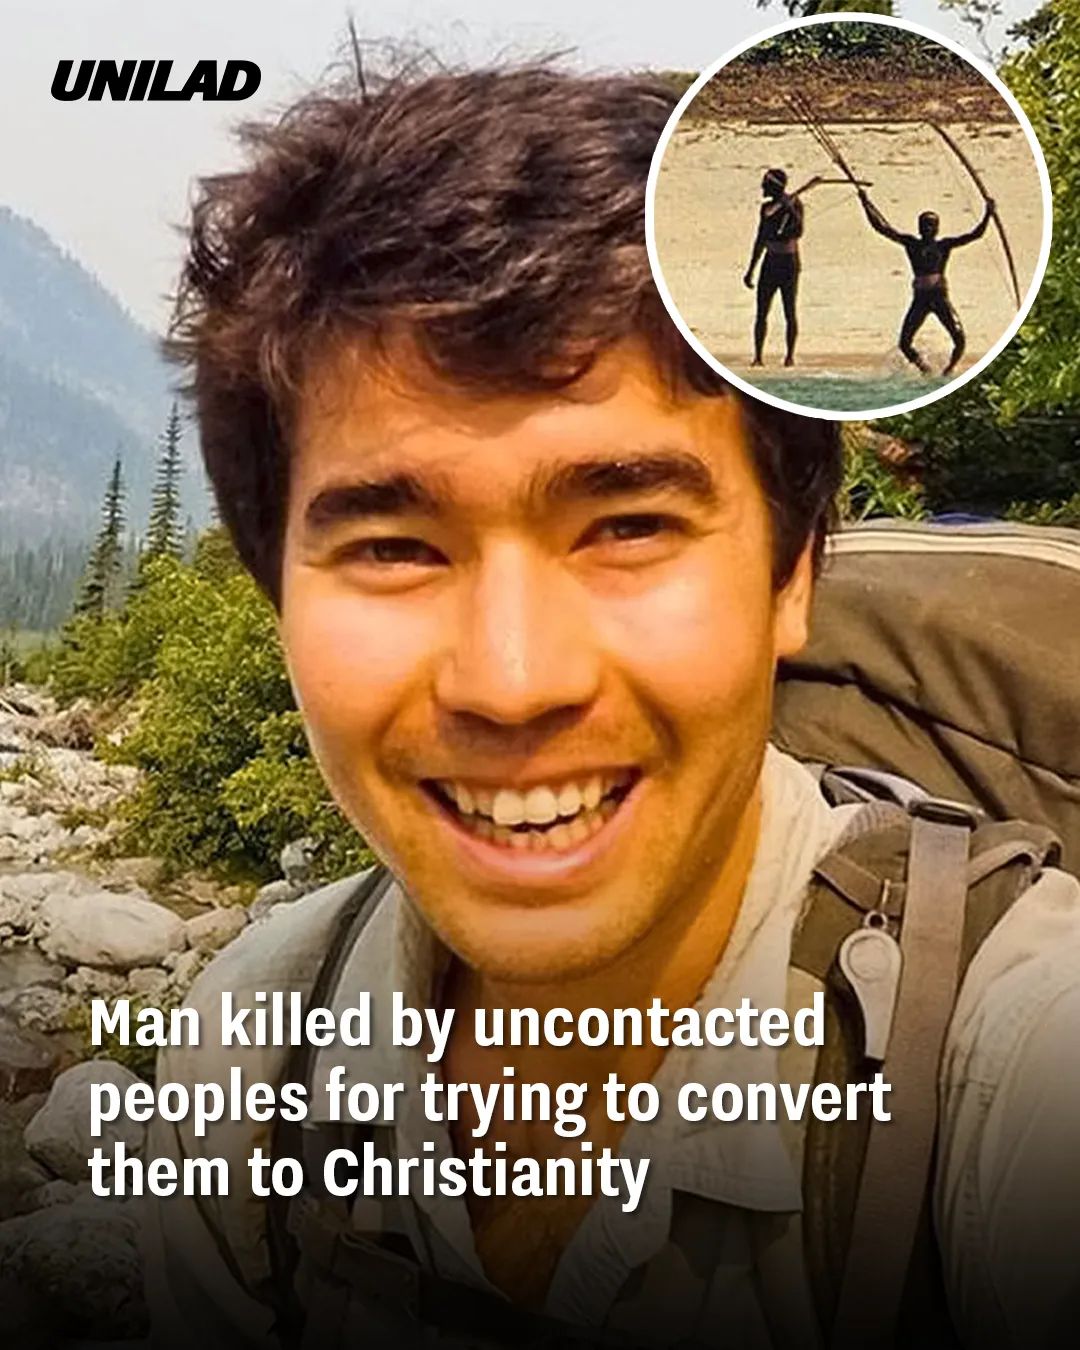 UNILAD
Man killed by uncontacted
peoples for trying to convert
them to Christianity